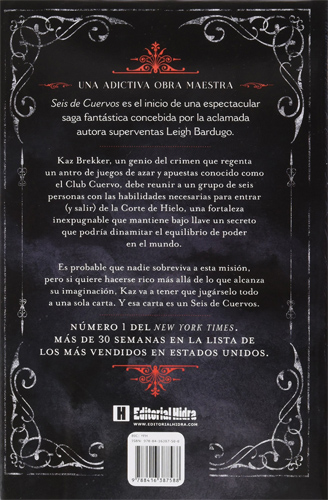 UNA ADICTIVA OBRA MAESTRA
Seis de Cuervos es el inicio de una espectacular
saga fantástica concebida por la aclamada
autora superventas Leigh Bardugo.
Kaz Brekker, un genio del crimen que regenta
un antro de juegos de azar y apuestas conocido como
el Club Cuervo, debe reunir a un grupo de seis
personas con las habilidades necesarias para entrar
(y salir) de la Corte de Hielo, una fortaleza
inexpugnable que mantiene bajo llave un secreto
que podría dinamitar el equilibrio de poder
en el mundo.
Es probable que nadie sobreviva a esta misión,
pero si quiere hacerse rico más allá de lo que alcanza
su imaginación, Kaz va a tener que jugárselo todo
a una sola carta. Y esa carta es un Seis de Cuervos.
NÚMERO 1 DEL NEW YORK TIMES.
MÁS DE 30 SEMANAS EN LA LISTA DE
LOS MÁS VENDIDOS EN ESTADOS UNIDOS.
H Editorial Hidra
WWW.EDITORIALHIDRA.COM
9 788416 387588